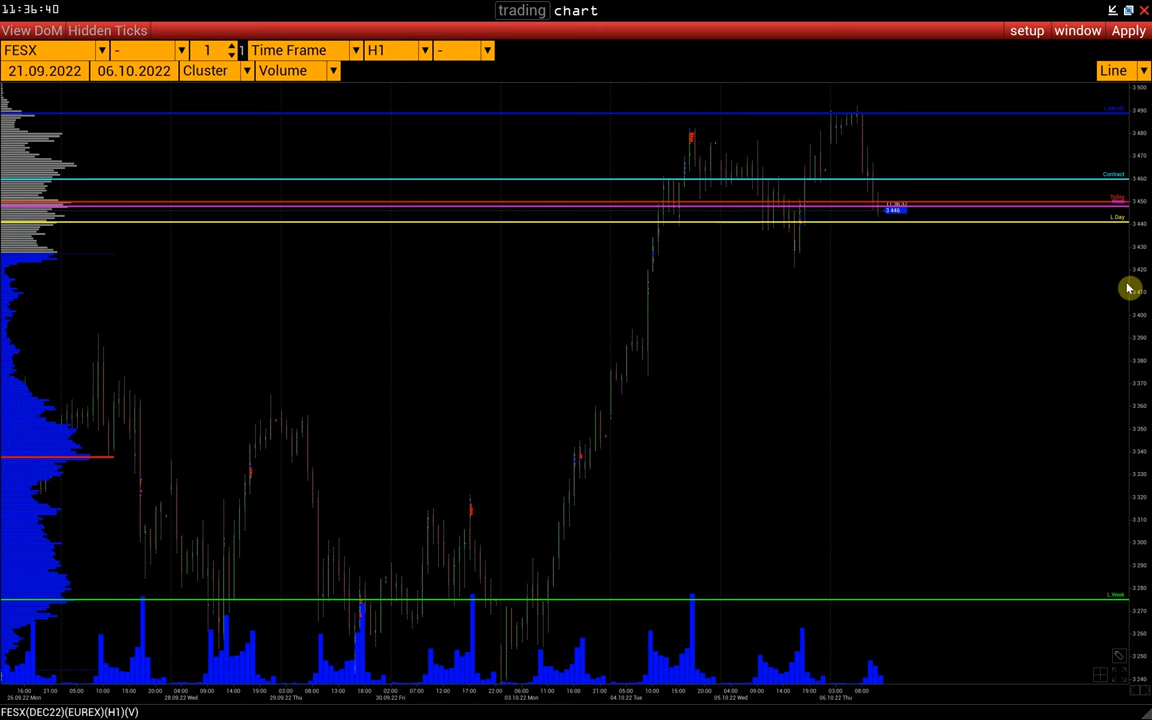 11:36:40 trading chart
View DoM Hidden Ticks setup window Apply
FESX - 1 1 Time Frame H1 -
21.09.2022 06.10.2022 Cluster Volume Line
3 500
3 490
3 480
3 470
Contract
3 460
3 450
3 446
L.Day
3 440
3 430
3 420
3 410
3 400
3 390
3 380
3 370
3 360
3 350
3 340
3 330
3 320
3 310
3 300
3 290
3 280
L.Week
3 270
3 260
3 250
3 240
16:00 21:00 05:00 10:00 15:00 21:00 04:00 09:00 14:00 19:00 03:00 08:00 13:00 18:00 22:00 07:00 12:00 17:00 22:00 06:00 11:00 16:00 21:00 05:00 10:00 15:00 20:00 04:00 09:00 14:00 19:00 03:00 08:00
26.09.22 Mon 28.09.22 Wed 29.09.22 Thu 30.09.22 Fri 03.10.22 Mon 04.10.22 Tue 05.10.22 Wed 06.10.22 Thu
FESX(DEC22)(EUREX)(H1)(V)